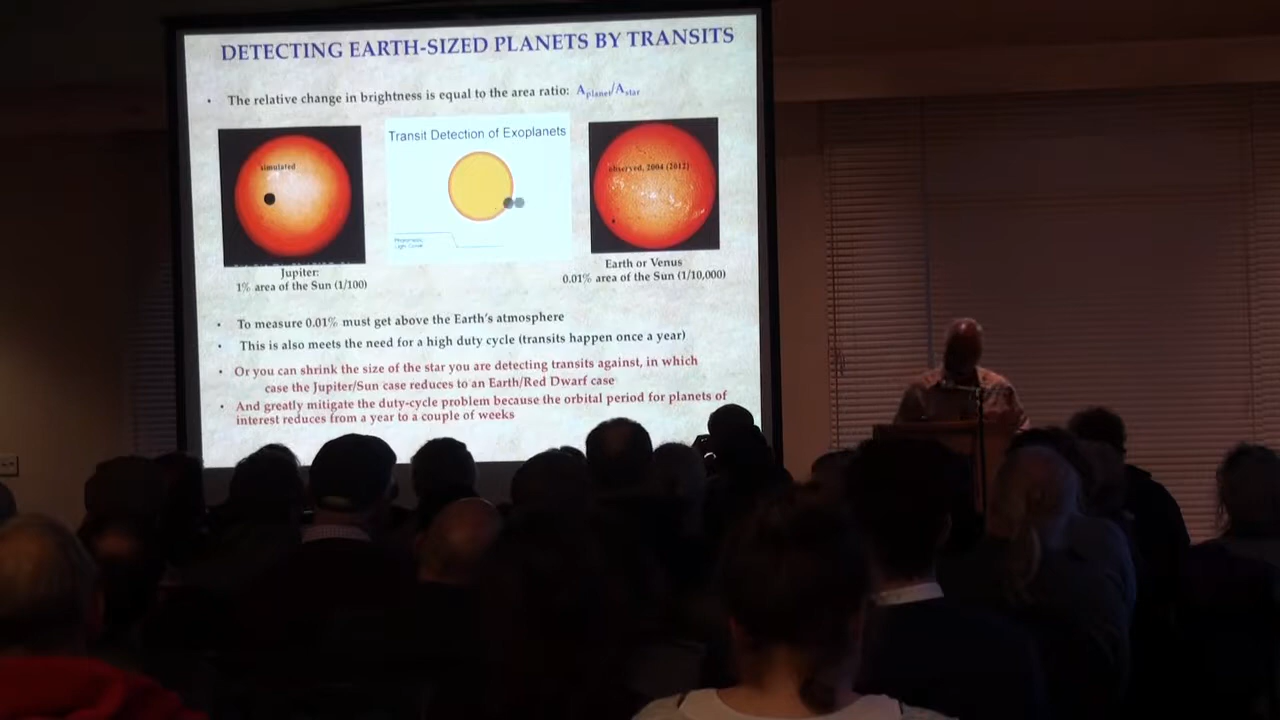 DETECTING EARTH-SIZED PLANETS BY TRANSITS
• The relative change in brightness is equal to the area ratio: Aplanet/Astar
simulated
Transit Detection of Exoplanets
Photometric
Light Curve
observed, 2004 (2012)
Jupiter:
1% area of the Sun (1/100)
Earth or Venus
0.01% area of the Sun (1/10,000)
• To measure 0.01% must get above the Earth's atmosphere
• This is also meets the need for a high duty cycle (transits happen once a year)
• Or you can shrink the size of the star you are detecting transits against, in which
case the Jupiter/Sun case reduces to an Earth/Red Dwarf case
• And greatly mitigate the duty-cycle problem because the orbital period for planets of
interest reduces from a year to a couple of weeks